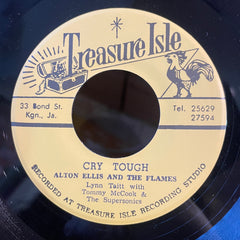 Treasure Isle
33 Bond St.
Kgn., Ja.
Tel. 25629
27594
CRY TOUGH
ALTON ELLIS AND THE FLAMES
Lynn Taitt with
Tommy McCook &
The Supersonics
RECORDED AT TREASURE ISLE RECORDING STUDIO